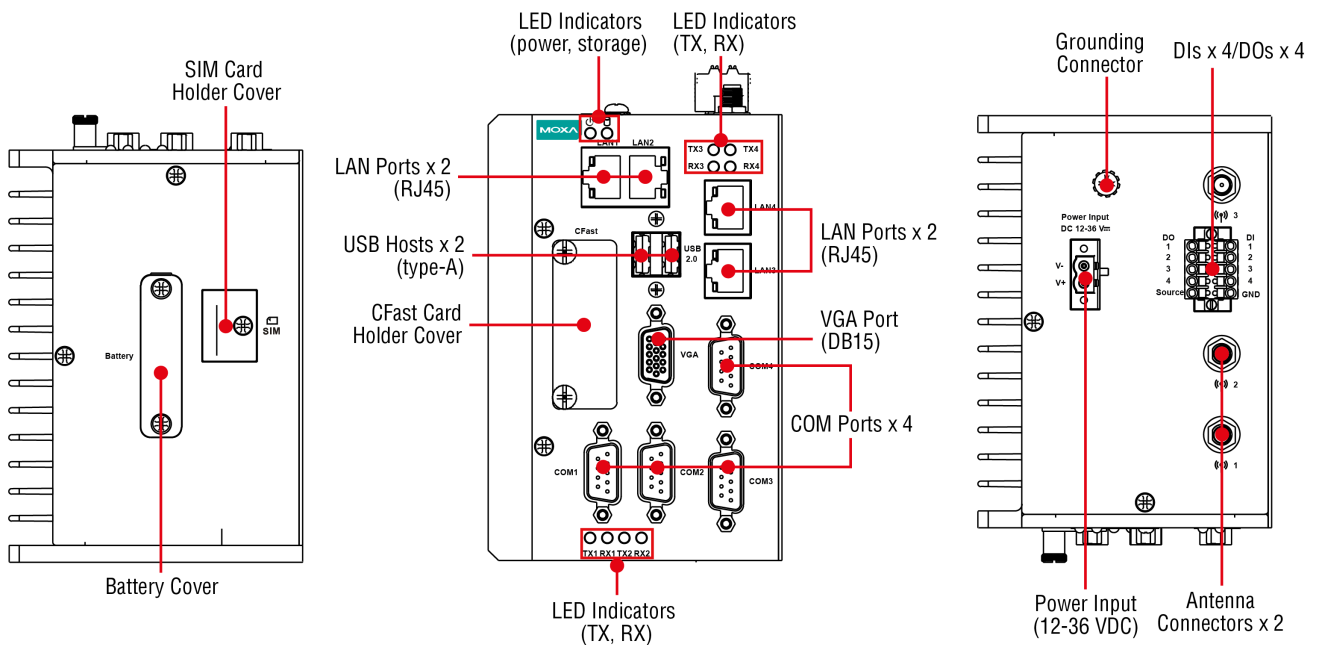 SIM Card
Holder Cover
Battery
SIM
Battery Cover
LED Indicators
(power, storage)
LED Indicators
(TX, RX)
MOXA
LAN1
LAN2
TX3
TX4
RX3
RX4
LAN Ports x 2
(RJ45)
LAN4
CFast
USB
2.0
LAN3
USB Hosts x 2
(type-A)
LAN Ports x 2
(RJ45)
CFast Card
Holder Cover
VGA Port
(DB15)
VGA
COM4
COM Ports x 4
COM1
COM2
COM3
TX1 RX1 TX2 RX2
LED Indicators
(TX, RX)
Grounding
Connector
DIs x 4/DOs x 4
Power Input
DC 12-36 V⎓
V-
V+
3
DO
DI
1
1
2
2
3
3
4
4
Source
GND
2
1
Power Input
(12-36 VDC)
Antenna
Connectors x 2